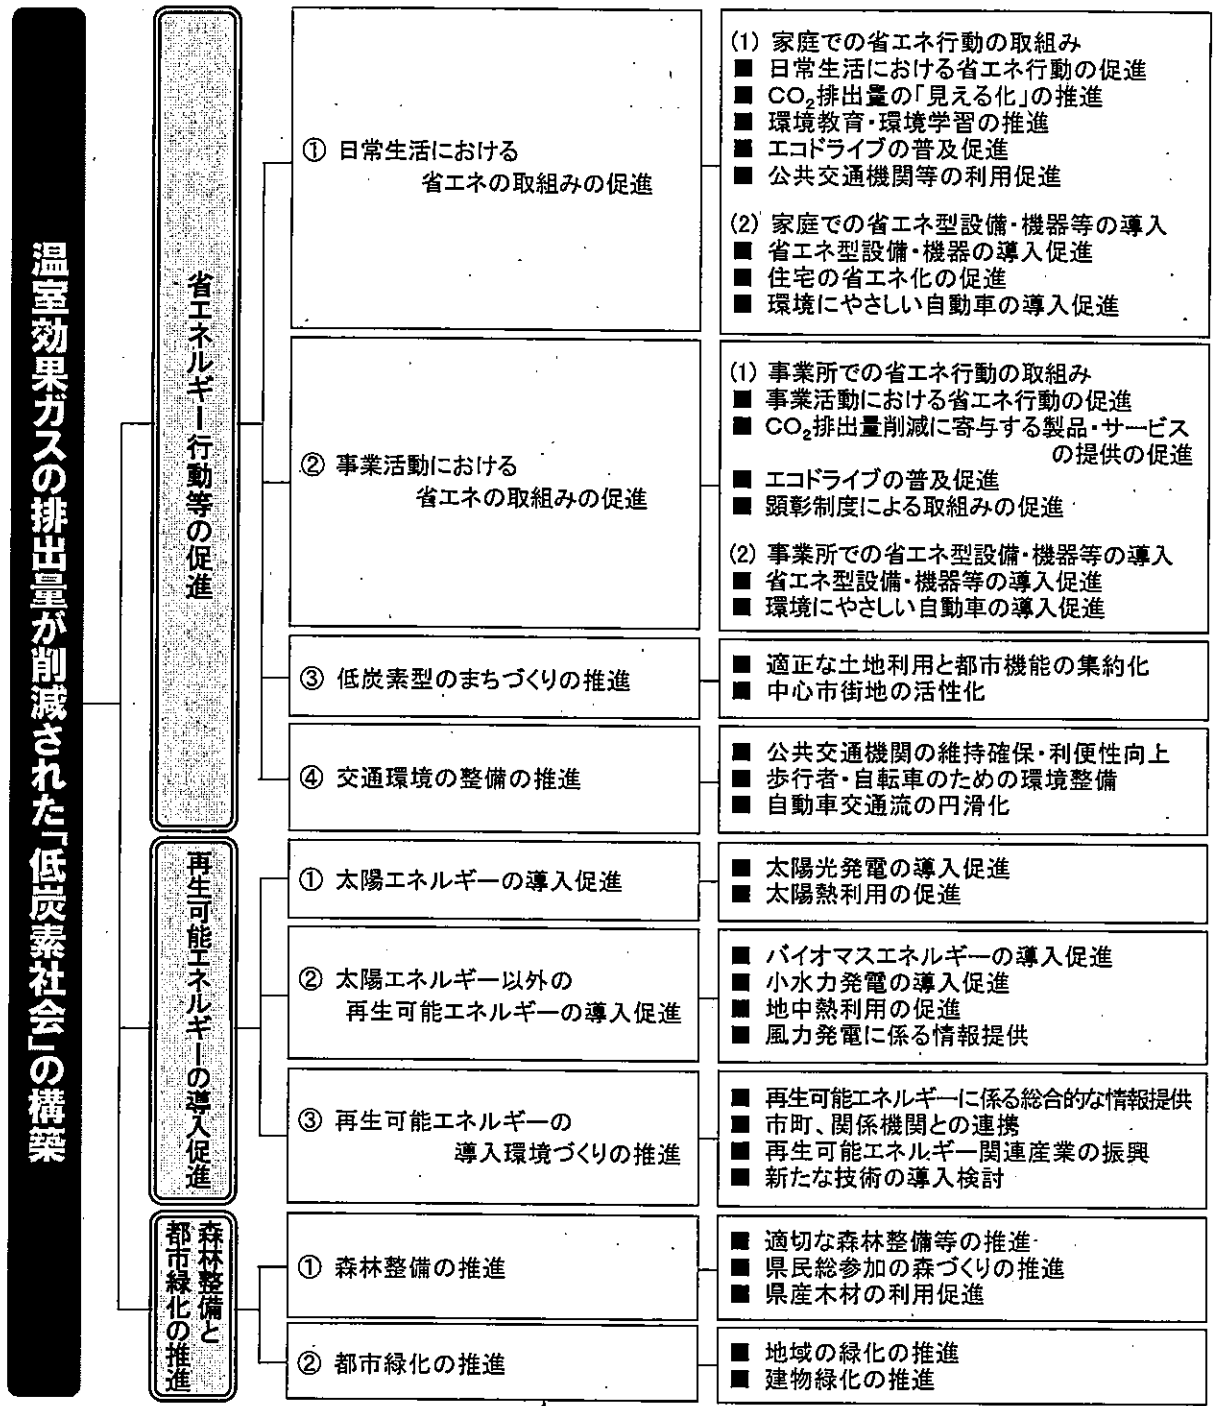 温室効果ガスの排出量が削減された「低炭素社会」の構築
省エネルギー行動等の促進
① 日常生活における
省エネの取組みの促進
(1) 家庭での省エネ行動の取組み
■ 日常生活における省エネ行動の促進
■ CO₂排出量の「見える化」の推進
■ 環境教育・環境学習の推進
■ エコドライブの普及促進
■ 公共交通機関等の利用促進
(2) 家庭での省エネ型設備・機器等の導入
■ 省エネ型設備・機器の導入促進
■ 住宅の省エネ化の促進
■ 環境にやさしい自動車の導入促進
② 事業活動における
省エネの取組みの促進
(1) 事業所での省エネ行動の取組み
■ 事業活動における省エネ行動の促進
■ CO₂排出量削減に寄与する製品・サービス
の提供の促進
■ エコドライブの普及促進
■ 顕彰制度による取組みの促進
(2) 事業所での省エネ型設備・機器等の導入
■ 省エネ型設備・機器等の導入促進
■ 環境にやさしい自動車の導入促進
③ 低炭素型のまちづくりの推進
■ 適正な土地利用と都市機能の集約化
■ 中心市街地の活性化
④ 交通環境の整備の推進
■ 公共交通機関の維持確保・利便性向上
■ 歩行者・自転車のための環境整備
■ 自動車交通流の円滑化
再生可能エネルギーの導入促進
① 太陽エネルギーの導入促進
■ 太陽光発電の導入促進
■ 太陽熱利用の促進
② 太陽エネルギー以外の
再生可能エネルギーの導入促進
■ バイオマスエネルギーの導入促進
■ 小水力発電の導入促進
■ 地中熱利用の促進
■ 風力発電に係る情報提供
③ 再生可能エネルギーの
導入環境づくりの推進
■ 再生可能エネルギーに係る総合的な情報提供
■ 市町、関係機関との連携
■ 再生可能エネルギー関連産業の振興
■ 新たな技術の導入検討
森林整備と
都市緑化の推進
① 森林整備の推進
■ 適切な森林整備等の推進
■ 県民総参加の森づくりの推進
■ 県産木材の利用促進
② 都市緑化の推進
■ 地域の緑化の推進
■ 建物緑化の推進